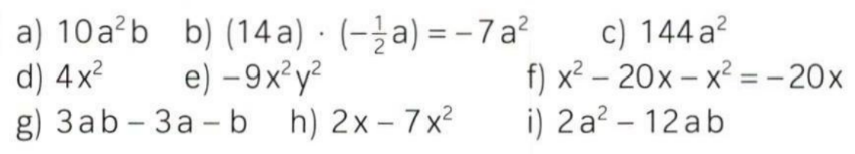 a) 10a²b b) (14a) · (−½a) = −7a² c) 144a²
d) 4x² e) −9x²y² f) x² − 20x − x² = −20x
g) 3ab − 3a − b h) 2x − 7x² i) 2a² − 12ab